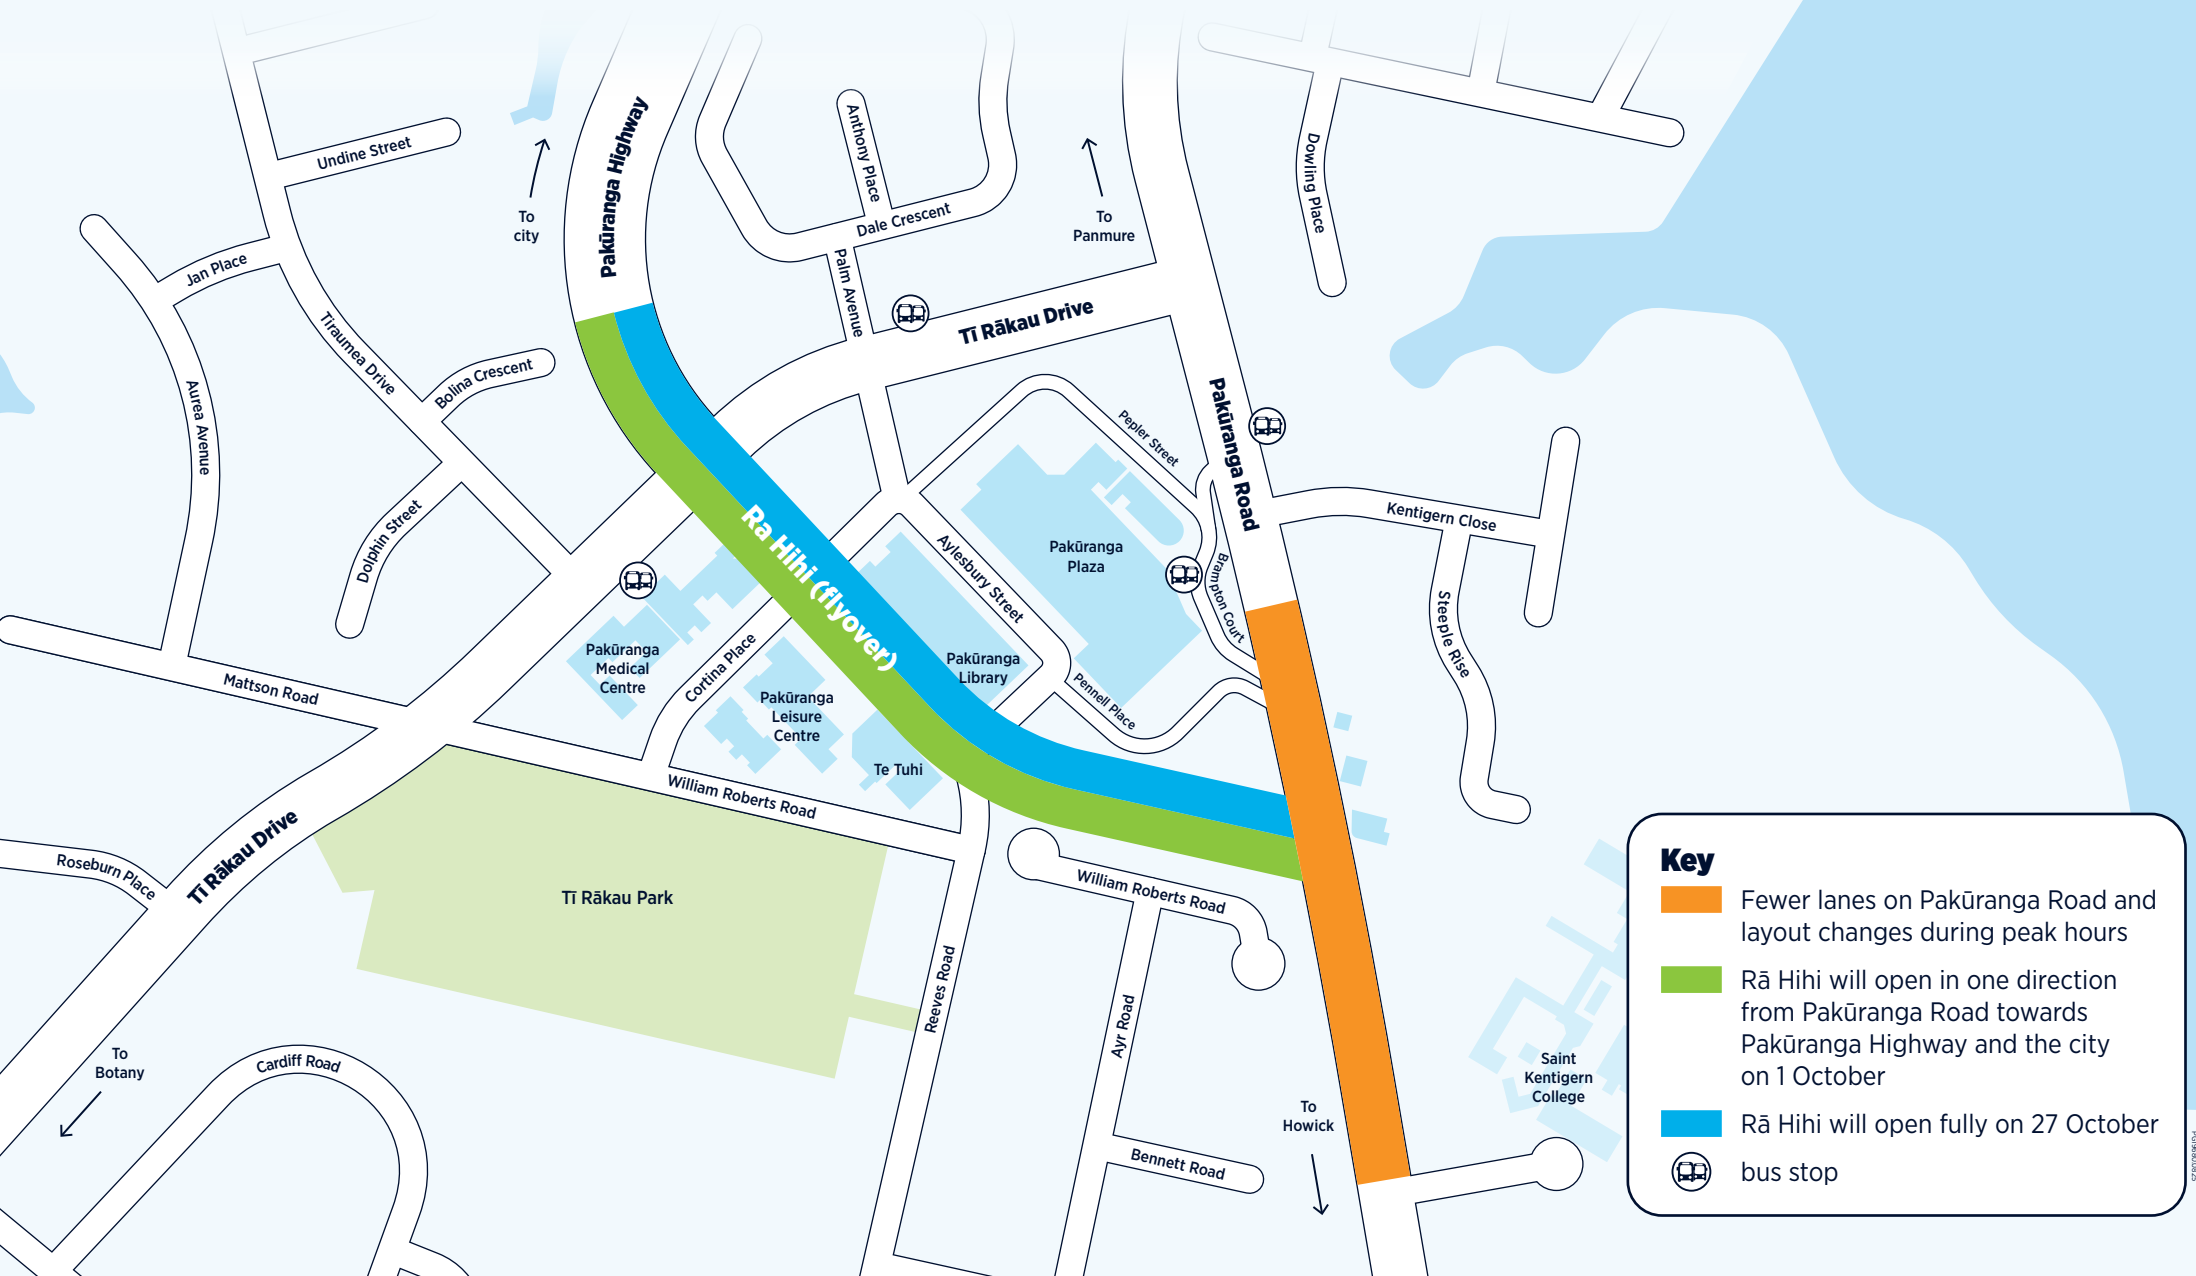 Undine Street
Pakūranga Highway
To
city
Anthony Place
Dale Crescent
Palm Avenue
To
Panmure
Dowling Place
Jan Place
Tiraumea Drive
Bolina Crescent
Aurea Avenue
Dolphin Street
Tī Rākau Drive
Pepler Street
Pakūranga Road
Kentigern Close
Steeple Rise
Brampton Court
Pakūranga
Plaza
Aylesbury Street
Ra Hihi (flyover)
Pakūranga
Medical
Centre
Cortina Place
Pakūranga
Library
Pennell Place
Pakūranga
Leisure
Centre
Te Tuhi
Mattson Road
William Roberts Road
Tī Rākau Drive
Roseburn Place
Tī Rākau Park
William Roberts Road
Reeves Road
Ayr Road
Bennett Road
To
Botany
Cardiff Road
To
Howick
Saint
Kentigern
College
Key
Fewer lanes on Pakūranga Road and
layout changes during peak hours
Rā Hihi will open in one direction
from Pakūranga Road towards
Pakūranga Highway and the city
on 1 October
Rā Hihi will open fully on 27 October
bus stop